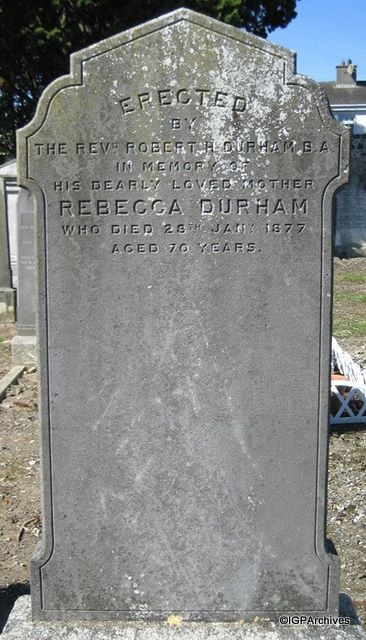 ERECTED
BY
THE REVD ROBERT H. DURHAM, B.A.
IN MEMORY OF
HIS DEARLY LOVED MOTHER
REBECCA DURHAM
WHO DIED 28TH JANY 1877
AGED 70 YEARS.
©IGPArchives